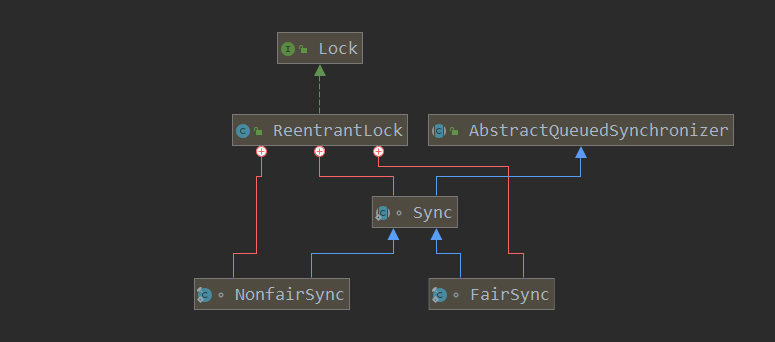 Lock
ReentrantLock
AbstractQueuedSynchronizer
Sync
NonfairSync
FairSync